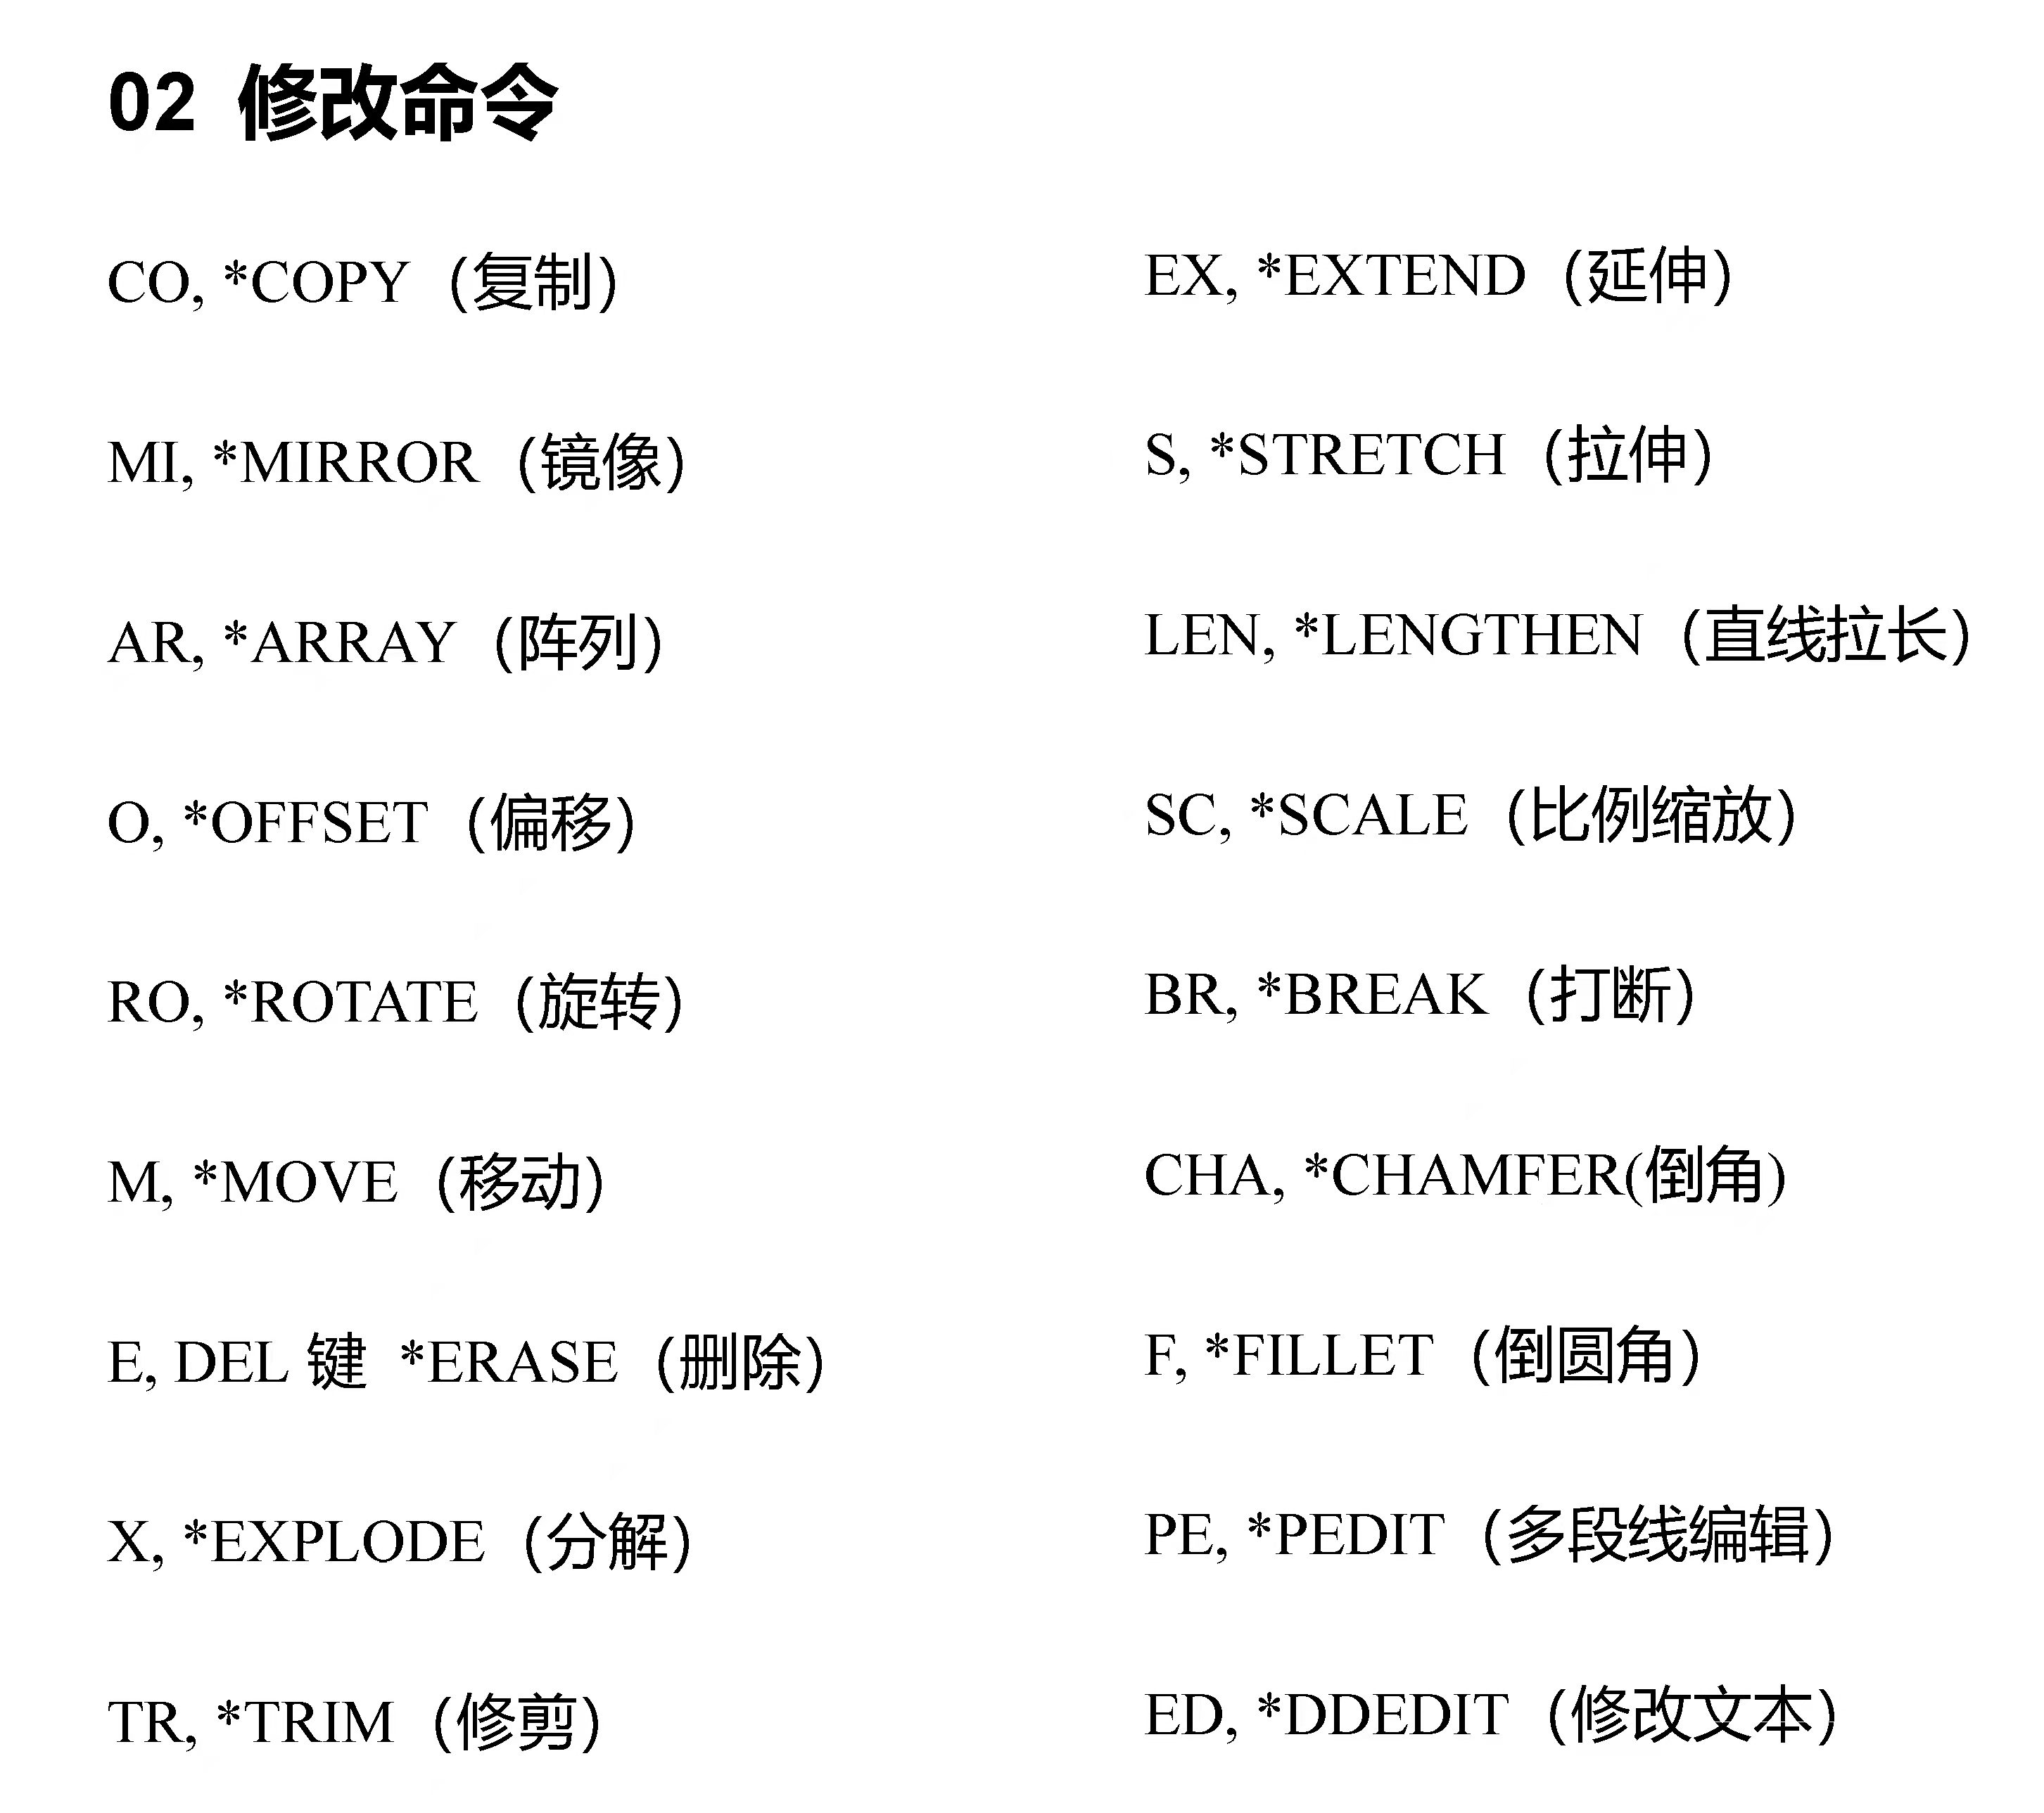 02 修改命令
CO, *COPY（复制）
MI, *MIRROR（镜像）
AR, *ARRAY（阵列）
O, *OFFSET（偏移）
RO, *ROTATE（旋转）
M, *MOVE（移动）
E, DEL 键 *ERASE（删除）
X, *EXPLODE（分解）
TR, *TRIM（修剪）
EX, *EXTEND（延伸）
S, *STRETCH（拉伸）
LEN, *LENGTHEN（直线拉长）
SC, *SCALE（比例缩放）
BR, *BREAK（打断）
CHA, *CHAMFER(倒角)
F, *FILLET（倒圆角）
PE, *PEDIT（多段线编辑）
ED, *DDEDIT（修改文本）